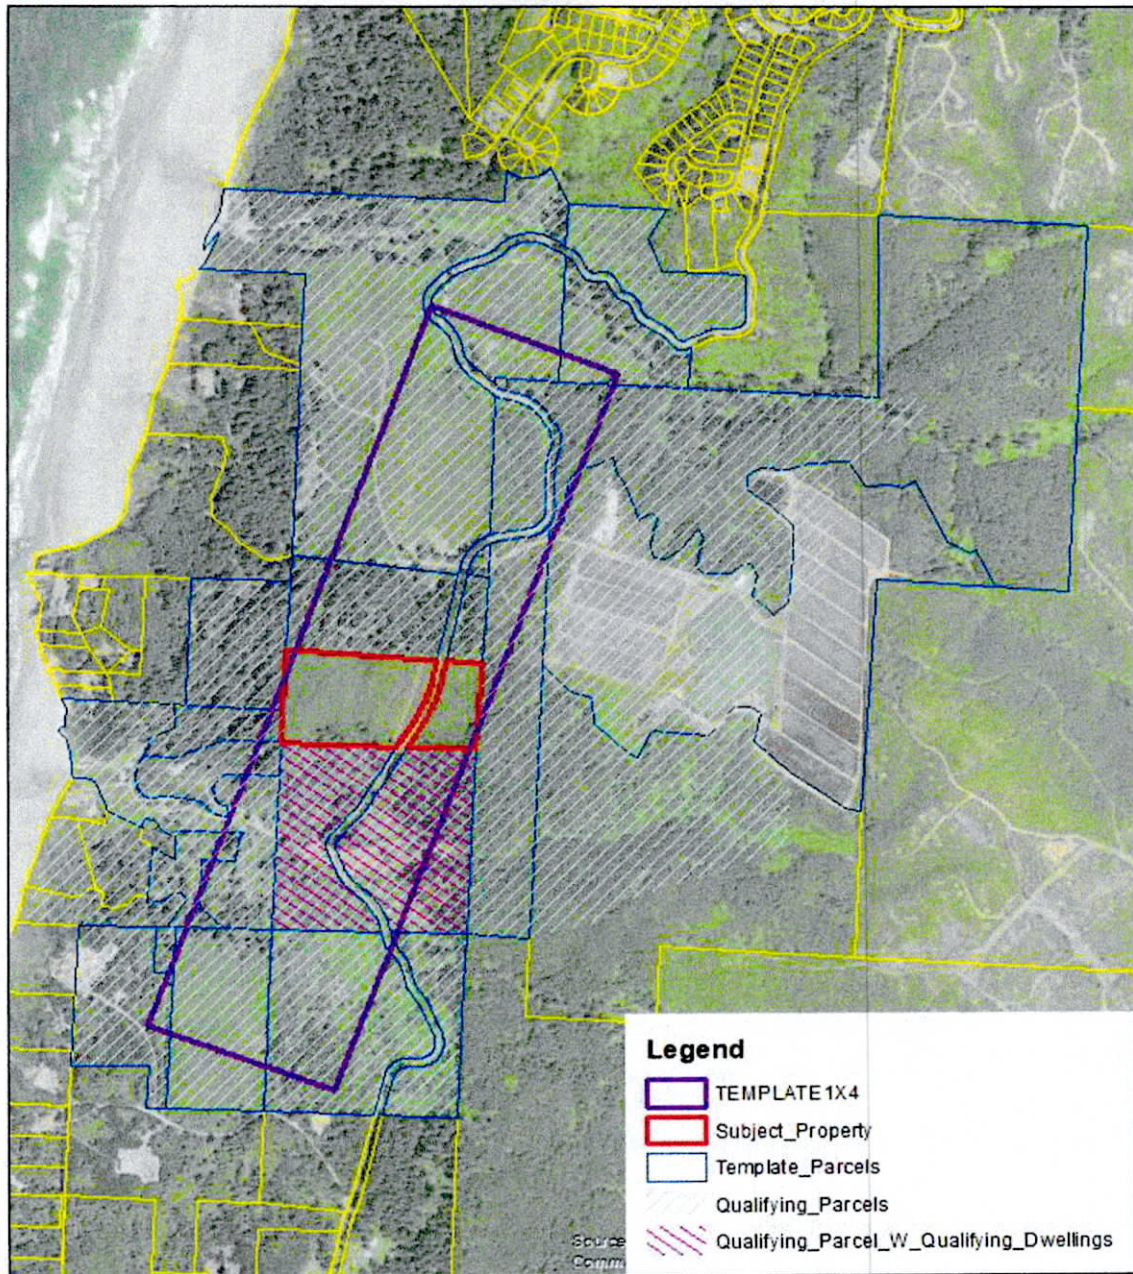 Legend
TEMPLATE1X4
Subject_Property
Template_Parcels
Qualifying_Parcels
Qualifying_Parcel_W_Qualifying_Dwellings
Source